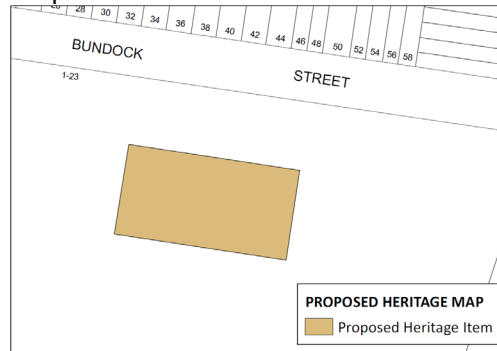 28 30 32 34 36 38 40 42 44 46 48 50 52 54 56 58
BUNDOCK STREET
1-23
PROPOSED HERITAGE MAP
Proposed Heritage Item